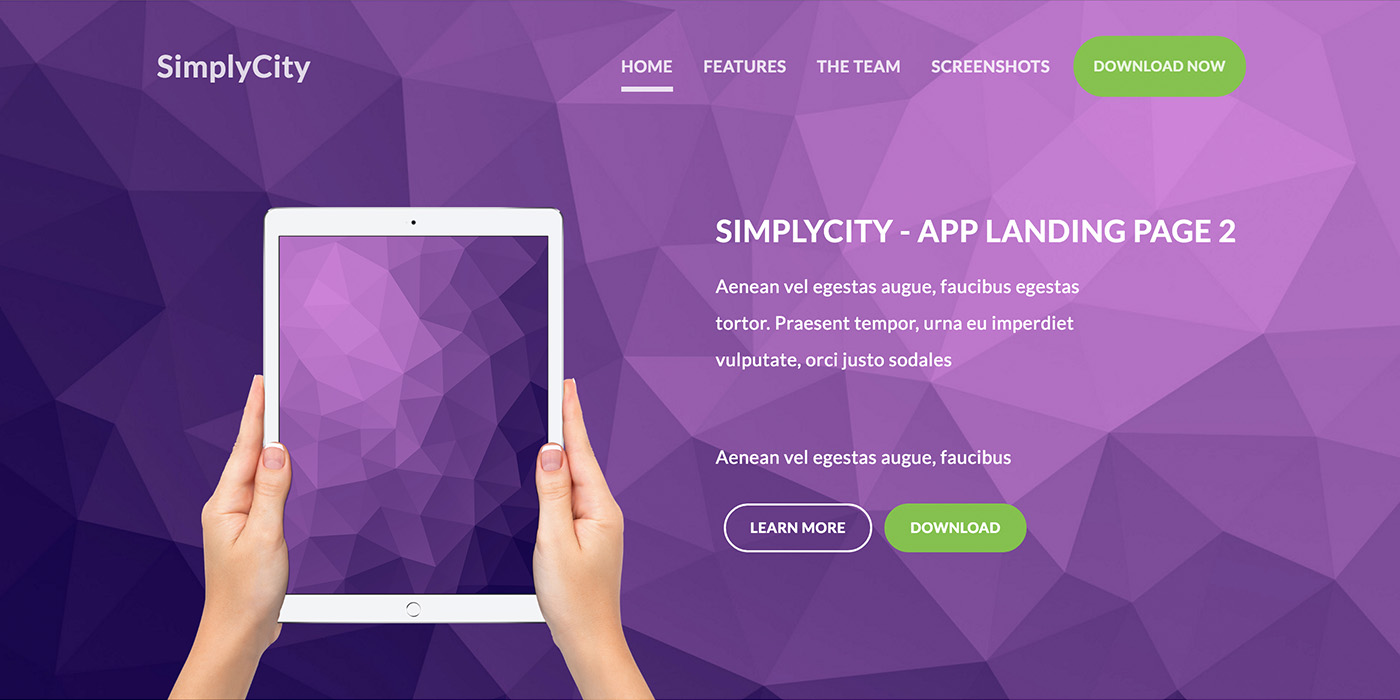 SimplyCity
HOME FEATURES THE TEAM SCREENSHOTS DOWNLOAD NOW
SIMPLYCITY - APP LANDING PAGE 2
Aenean vel egestas augue, faucibus egestas
tortor. Praesent tempor, urna eu imperdiet
vulputate, orci justo sodales
Aenean vel egestas augue, faucibus
LEARN MORE DOWNLOAD